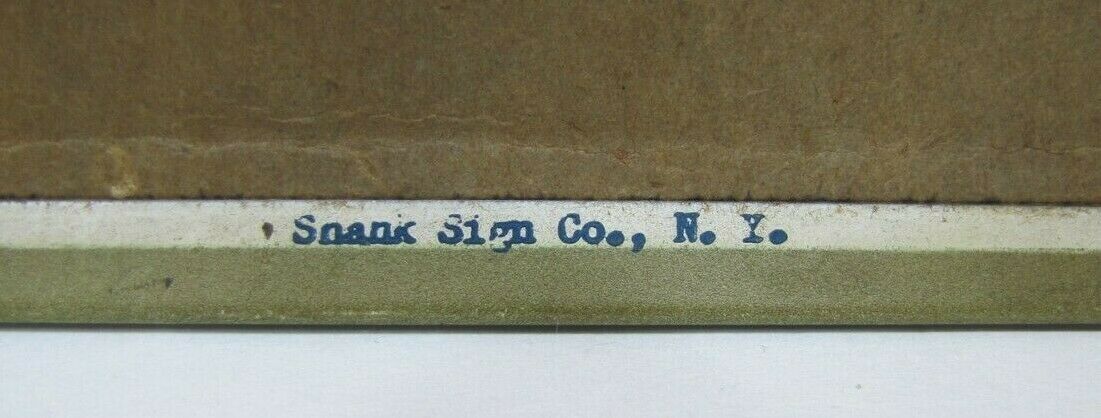 Shank Sign Co., N. Y.